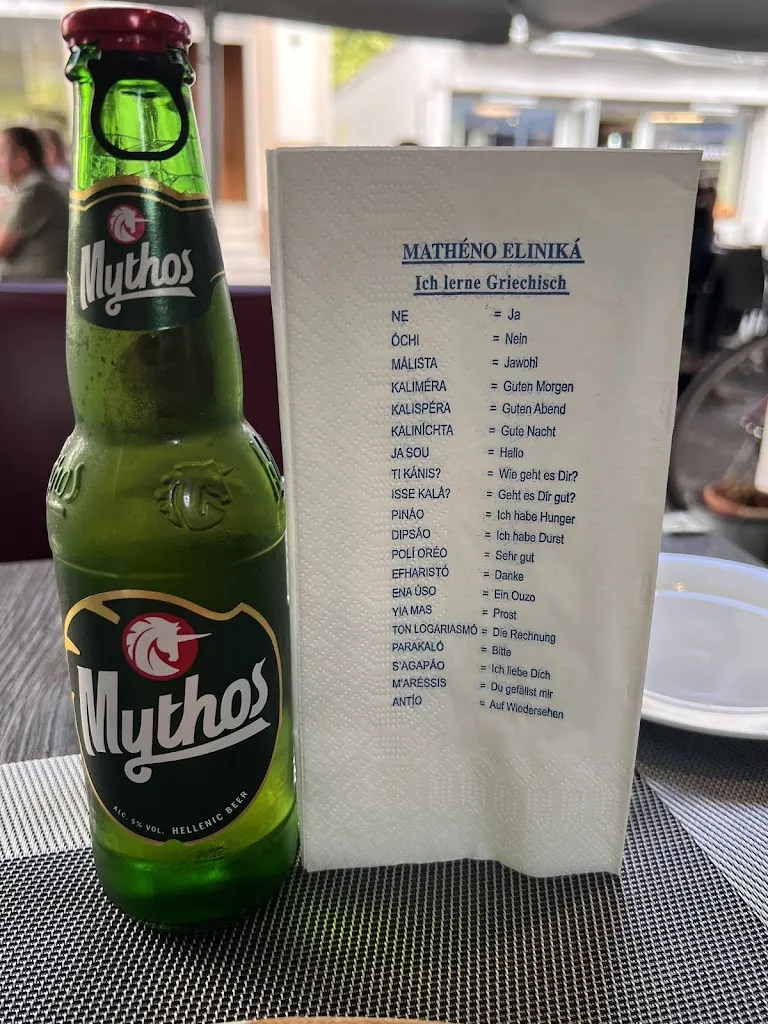 Mythos
Mythos
ALC. 5% VOL. HELLENIC BEER
MATHÉNO ELINIKÁ
Ich lerne Griechisch
NE = Ja
ÓCHI = Nein
MÁLISTA = Jawohl
KALIMÉRA = Guten Morgen
KALISPÉRA = Guten Abend
KALINÍCHTA = Gute Nacht
JA SOU = Hallo
TI KÁNIS? = Wie geht es Dir?
ISSE KALÁ? = Geht es Dir gut?
PINÁO = Ich habe Hunger
DIPSÁO = Ich habe Durst
POLÍ ORÉO = Sehr gut
EFHARISTÓ = Danke
ENA ÚSO = Ein Ouzo
YIA MAS = Prost
TON LOGARIASMÓ = Die Rechnung
PARAKALÓ = Bitte
S'AGAPÁO = Ich liebe Dich
M'ARÉSSIS = Du gefällst mir
ANTÍO = Auf Wiedersehen